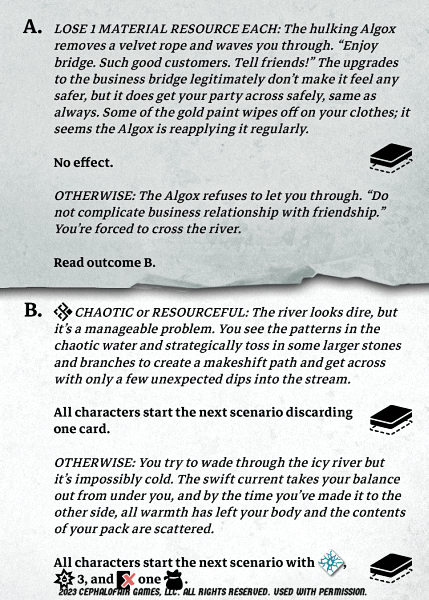 A. LOSE 1 MATERIAL RESOURCE EACH: The hulking Algox
removes a velvet rope and waves you through. “Enjoy
bridge. Such good customers. Tell friends!” The upgrades
to the business bridge legitimately don’t make it feel any
safer, but it does get your party across safely, same as
always. Some of the gold paint wipes off on your clothes; it
seems the Algox is reapplying it regularly.
No effect.
OTHERWISE: The Algox refuses to let you through. “Do
not complicate business relationship with friendship.”
You’re forced to cross the river.
Read outcome B.
B. CHAOTIC or RESOURCEFUL: The river looks dire, but
it’s a manageable problem. You see the patterns in the
chaotic water and strategically toss in some larger stones
and branches to create a makeshift path and get across
with only a few unexpected dips into the stream.
All characters start the next scenario discarding
one card.
OTHERWISE: You try to wade through the icy river but
it’s impossibly cold. The swift current takes your balance
out from under you, and by the time you’ve made it to the
other side, all warmth has left your body and the contents
of your pack are scattered.
All characters start the next scenario with ,
3, and one .
2023 CEPHALOFAIR GAMES, LLC. ALL RIGHTS RESERVED. USED WITH PERMISSION.